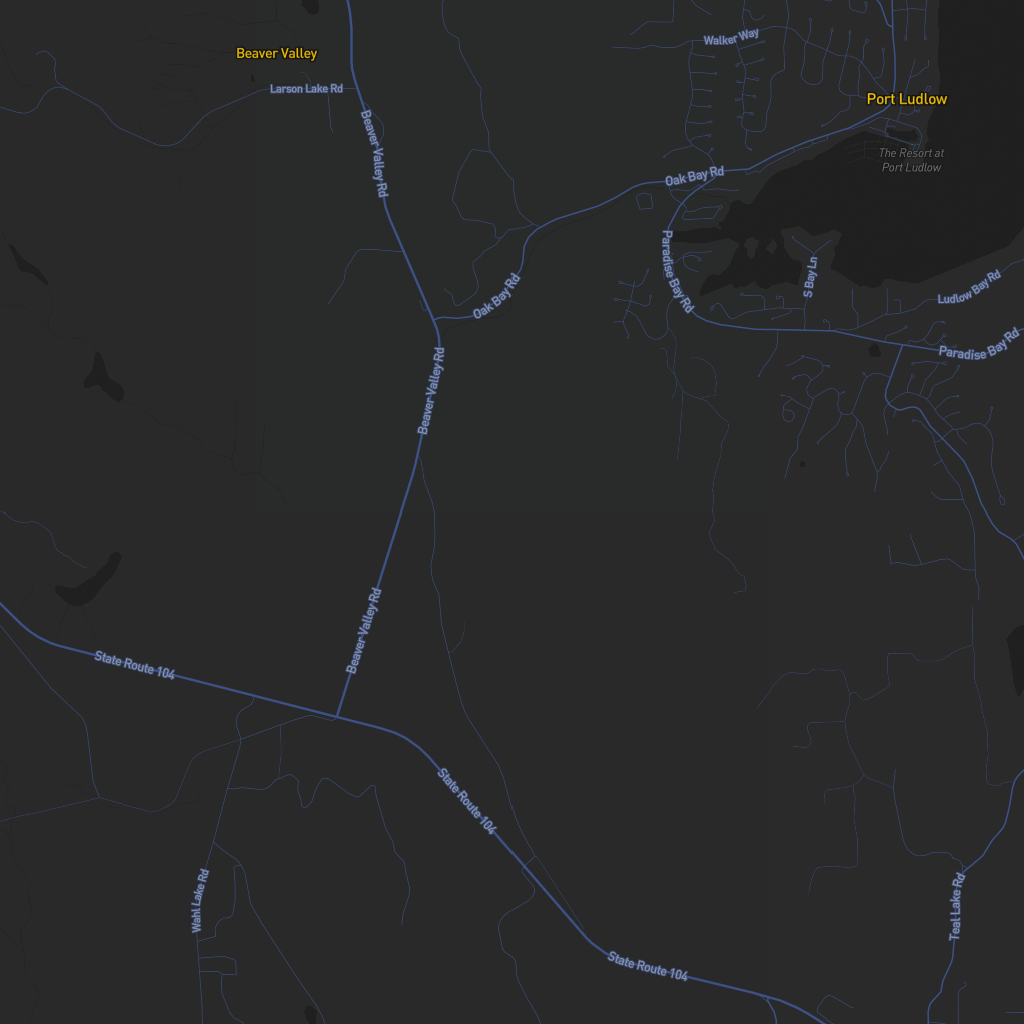 Walker Way
Beaver Valley
Larson Lake Rd
Port Ludlow
Beaver Valley Rd
The Resort at
Port Ludlow
Oak Bay Rd
Paradise Bay Rd
S Bay Ln
Oak Bay Rd
Ludlow Bay Rd
Paradise Bay Rd
Beaver Valley Rd
Beaver Valley Rd
State Route 104
State Route 104
Wahl Lake Rd
Teal Lake Rd
State Route 104